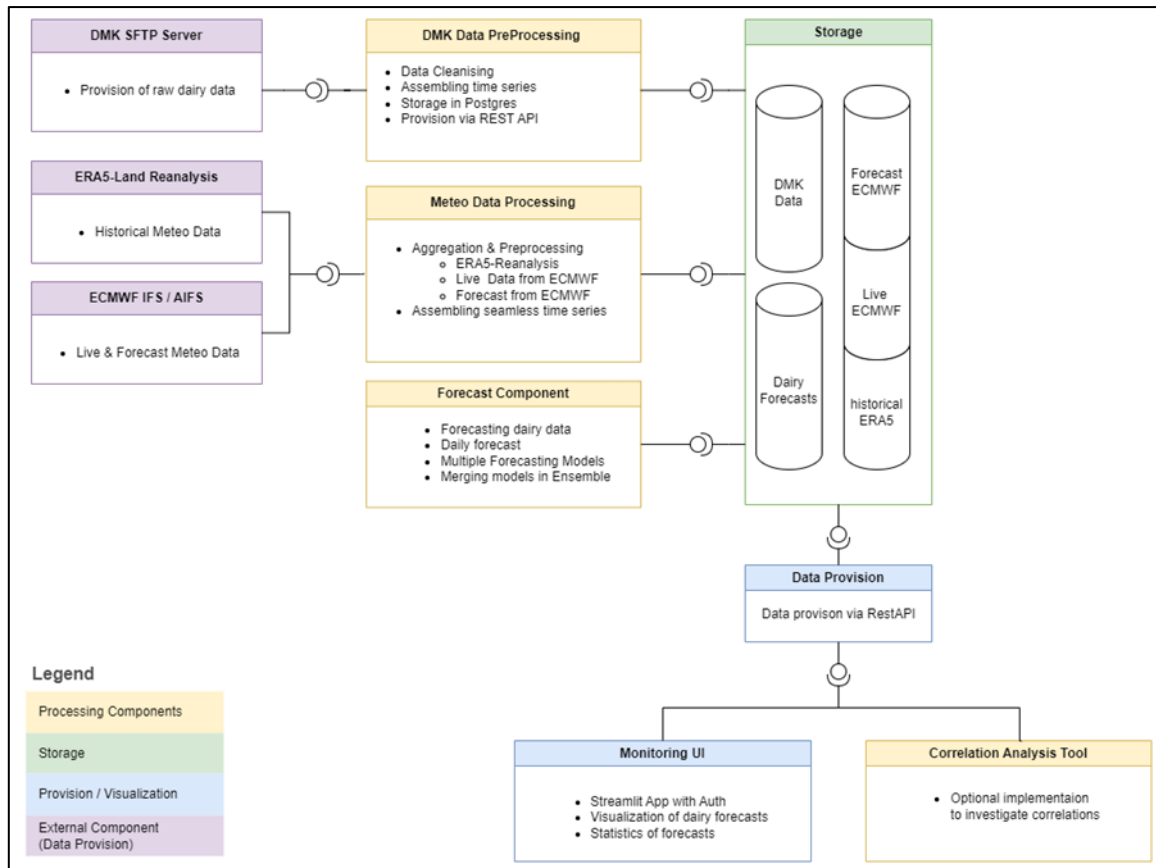 DMK SFTP Server
Provision of raw dairy data
DMK Data PreProcessing
Data Cleanising
Assembling time series
Storage in Postgres
Provision via REST API
Storage
DMK
Data
Forecast
ECMWF
Live
ECMWF
Dairy
Forecasts
historical
ERA5
ERA5-Land Reanalysis
Historical Meteo Data
ECMWF IFS / AIFS
Live & Forecast Meteo Data
Meteo Data Processing
Aggregation & Preprocessing
ERA5-Reanalysis
Live Data from ECMWF
Forecast from ECMWF
Assembling seamless time series
Forecast Component
Forecasting dairy data
Daily forecast
Multiple Forecasting Models
Merging models in Ensemble
Data Provision
Data provison via RestAPI
Legend
Processing Components
Storage
Provision / Visualization
External Component
(Data Provision)
Monitoring UI
Streamlit App with Auth
Visualization of dairy forecasts
Statistics of forecasts
Correlation Analysis Tool
Optional implementaion
to investigate correlations